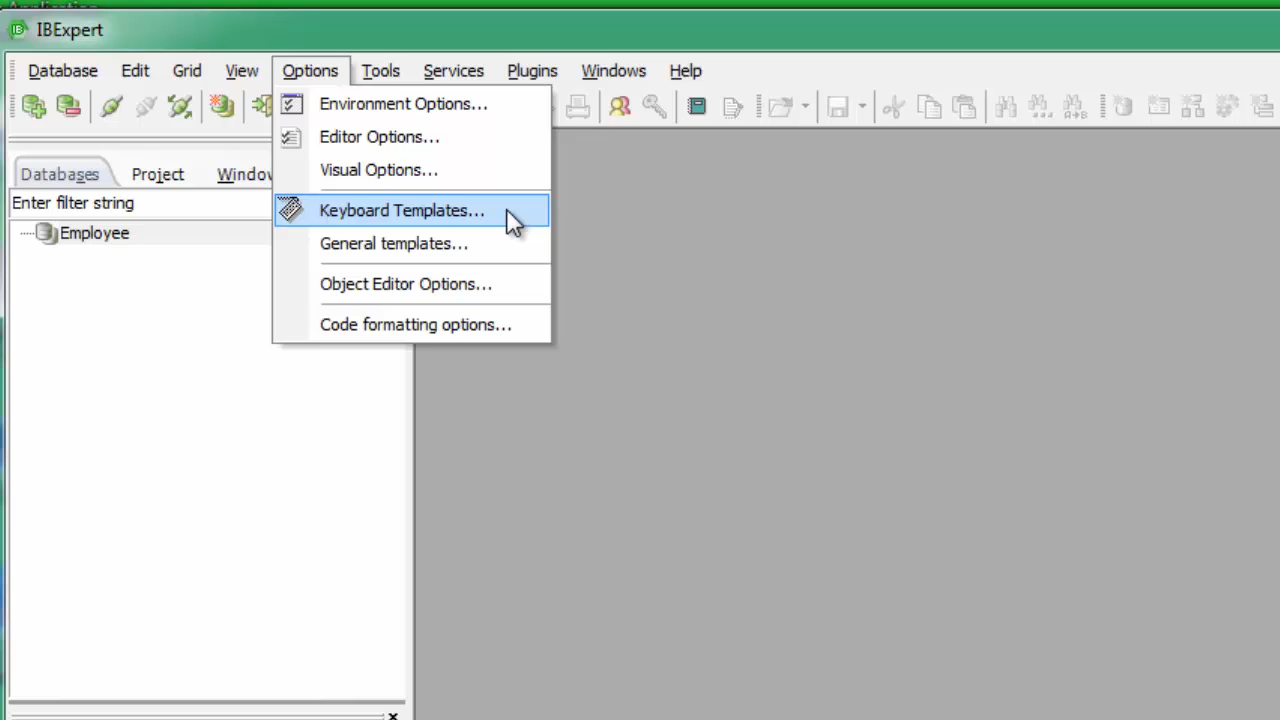 IBExpert
Database Edit Grid View Options Tools Services Plugins Windows Help
Environment Options...
Editor Options...
Visual Options...
Keyboard Templates...
General templates...
Object Editor Options...
Code formatting options...
Databases Project Window
Enter filter string
Employee